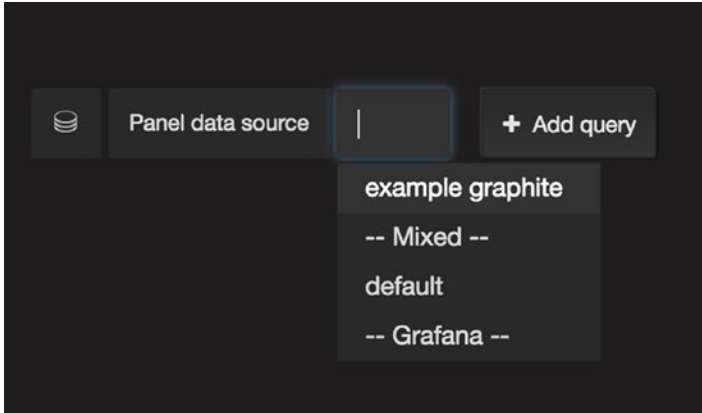 Panel data source
+ Add query
example graphite
-- Mixed --
default
-- Grafana --